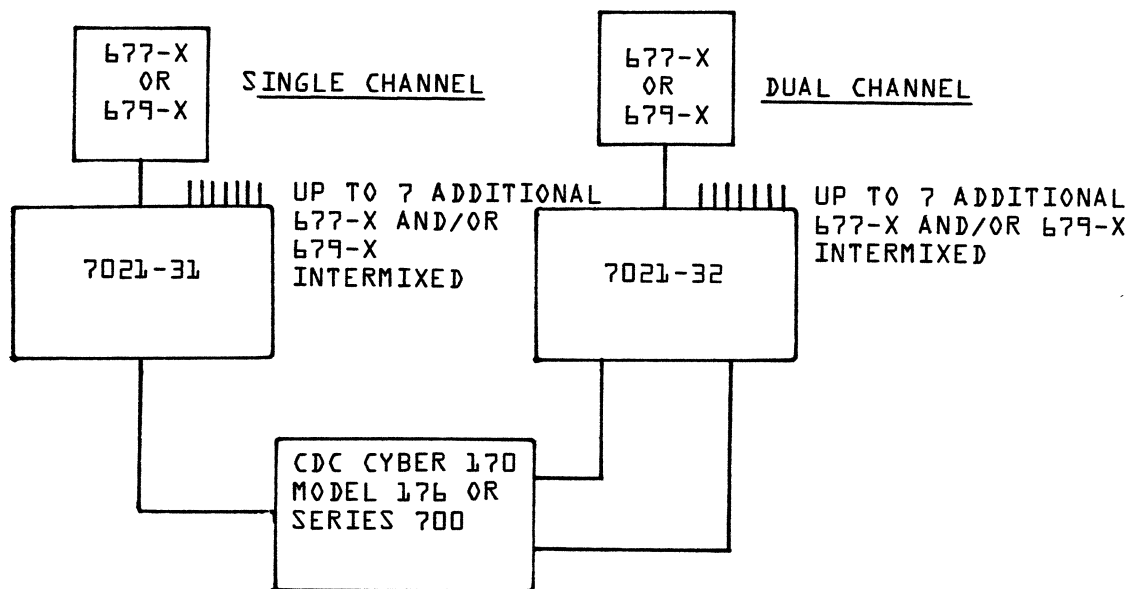 677-X
OR
679-X
SINGLE CHANNEL
UP TO 7 ADDITIONAL
677-X AND/OR
679-X
INTERMIXED
7021-31
677-X
OR
679-X
DUAL CHANNEL
UP TO 7 ADDITIONAL
677-X AND/OR 679-X
INTERMIXED
7021-32
CDC CYBER 170
MODEL 176 OR
SERIES 700